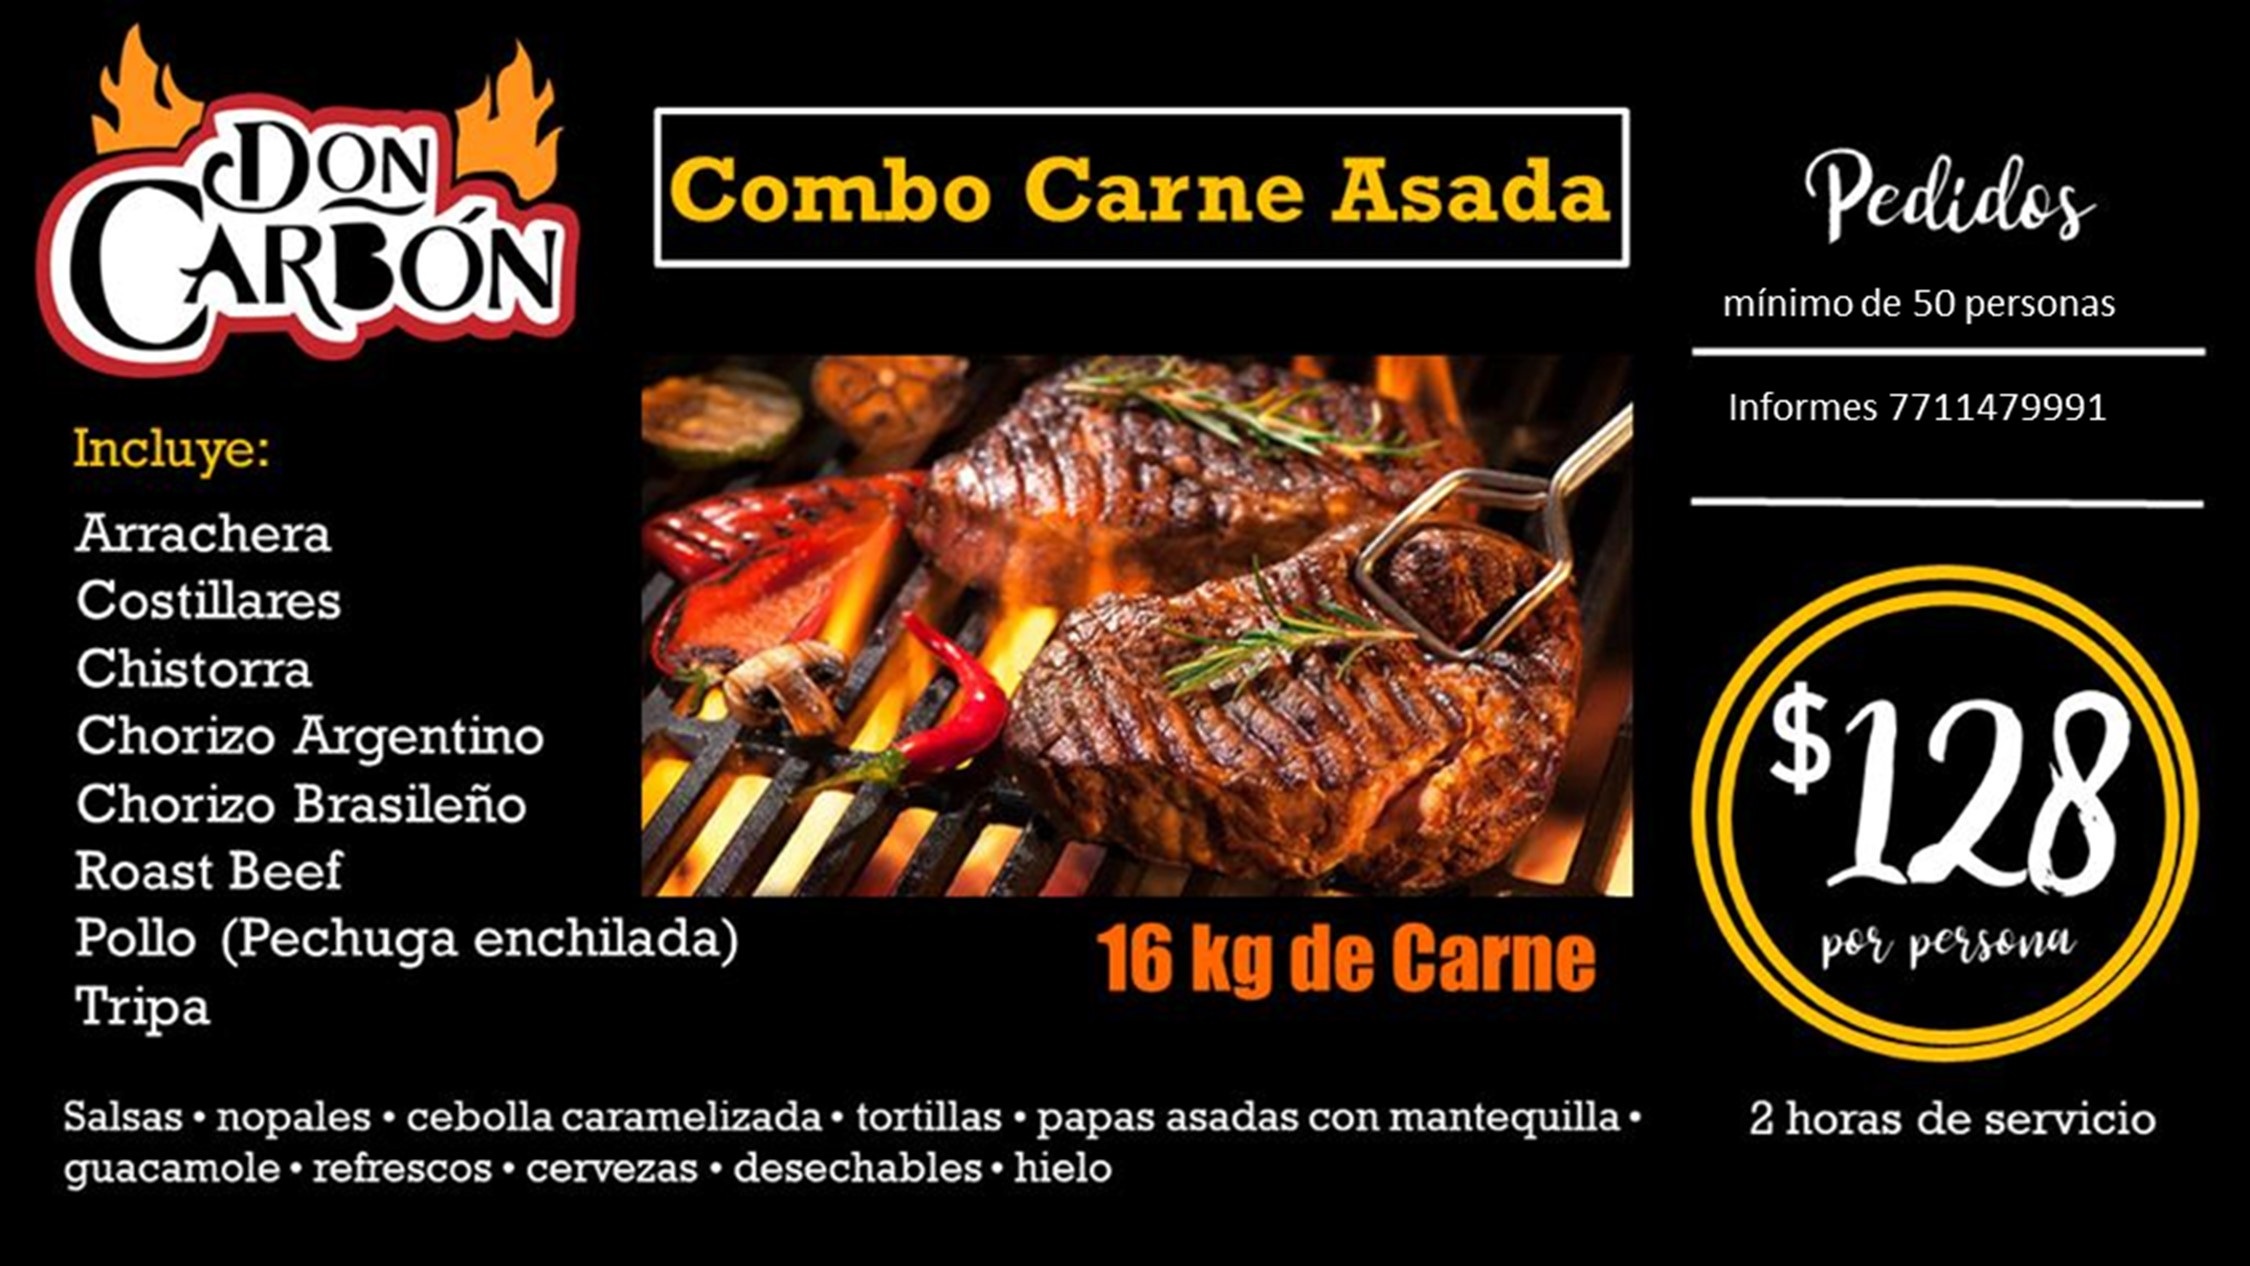 DON
CARBÓN
Combo Carne Asada
Pedidos
mínimo de 50 personas
Informes 7711479991
Incluye:
Arrachera
Costillares
Chistorra
Chorizo Argentino
Chorizo Brasileño
Roast Beef
Pollo (Pechuga enchilada)
Tripa
16 kg de Carne
$128
por persona
Salsas • nopales • cebolla caramelizada • tortillas • papas asadas con mantequilla •
guacamole • refrescos • cervezas • desechables • hielo
2 horas de servicio